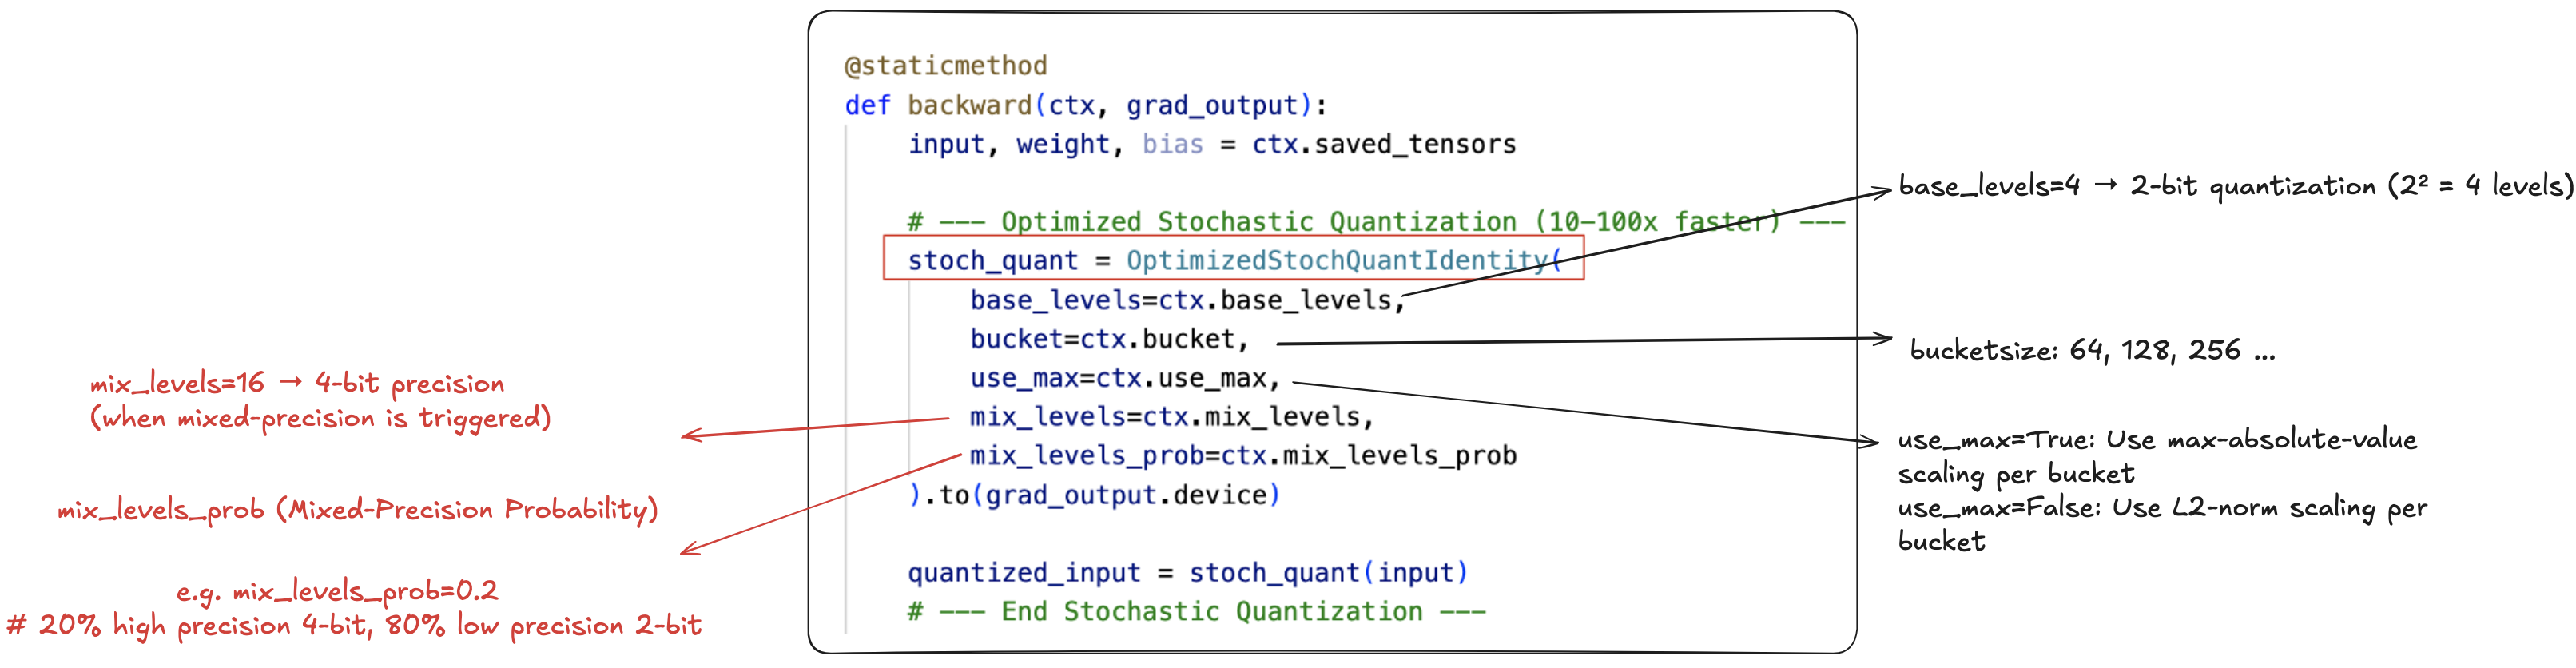 @staticmethod
def backward(ctx, grad_output):
input, weight, bias = ctx.saved_tensors
# --- Optimized Stochastic Quantization (10-100x faster) ---
stoch_quant = OptimizedStochQuantIdentity(
base_levels=ctx.base_levels,
bucket=ctx.bucket,
use_max=ctx.use_max,
mix_levels=ctx.mix_levels,
mix_levels_prob=ctx.mix_levels_prob
).to(grad_output.device)
quantized_input = stoch_quant(input)
# --- End Stochastic Quantization ---
base_levels=4 → 2-bit quantization (2² = 4 levels)
bucketsize: 64, 128, 256 ...
use_max=True: Use max-absolute-value
scaling per bucket
use_max=False: Use L2-norm scaling per
bucket
mix_levels=16 → 4-bit precision
(when mixed-precision is triggered)
mix_levels_prob (Mixed-Precision Probability)
e.g. mix_levels_prob=0.2
# 20% high precision 4-bit, 80% low precision 2-bit